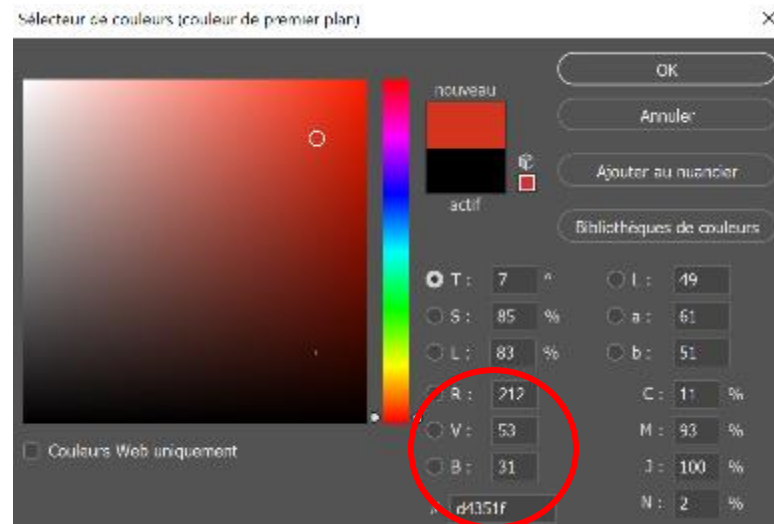 Sélecteur de couleurs (couleur de premier plan)
nouveau
actif
OK
Annuler
Ajouter au nuancier
Bibliothèques de couleurs
T : 7 °
S : 85 %
L : 83 %
R : 212
V : 53
B : 31
d4351f
L : 49
a : 61
b : 51
C : 11 %
M : 93 %
J : 100 %
N : 2 %
Couleurs Web uniquement